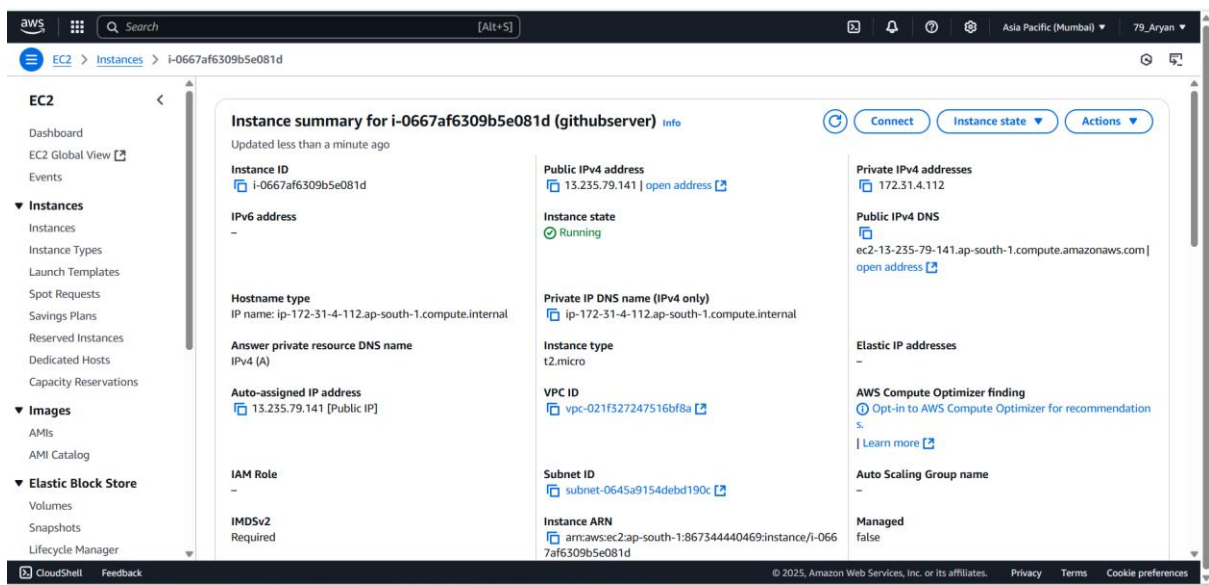 aws
Search
[Alt+S]
Asia Pacific (Mumbai)
79_Aryan
EC2 > Instances > i-0667af6309b5e081d
EC2
Dashboard
EC2 Global View
Events
Instances
Instances
Instance Types
Launch Templates
Spot Requests
Savings Plans
Reserved Instances
Dedicated Hosts
Capacity Reservations
Images
AMIs
AMI Catalog
Elastic Block Store
Volumes
Snapshots
Lifecycle Manager
Instance summary for i-0667af6309b5e081d (githubserver) Info
Connect
Instance state
Actions
Updated less than a minute ago
Instance ID
i-0667af6309b5e081d
Public IPv4 address
13.235.79.141 | open address
Private IPv4 addresses
172.31.4.112
IPv6 address
–
Instance state
Running
Public IPv4 DNS
ec2-13-235-79-141.ap-south-1.compute.amazonaws.com |
open address
Hostname type
IP name: ip-172-31-4-112.ap-south-1.compute.internal
Private IP DNS name (IPv4 only)
ip-172-31-4-112.ap-south-1.compute.internal
Answer private resource DNS name
IPv4 (A)
Instance type
t2.micro
Elastic IP addresses
–
Auto-assigned IP address
13.235.79.141 [Public IP]
VPC ID
vpc-021f327247516bf8a
AWS Compute Optimizer finding
Opt-in to AWS Compute Optimizer for recommendation
s.
| Learn more
IAM Role
–
Subnet ID
subnet-0645a9154debd190c
Auto Scaling Group name
–
IMDSv2
Required
Instance ARN
arn:aws:ec2:ap-south-1:867344440469:instance/i-066
7af6309b5e081d
Managed
false
CloudShell
Feedback
© 2025, Amazon Web Services, Inc. or its affiliates.
Privacy
Terms
Cookie preferences